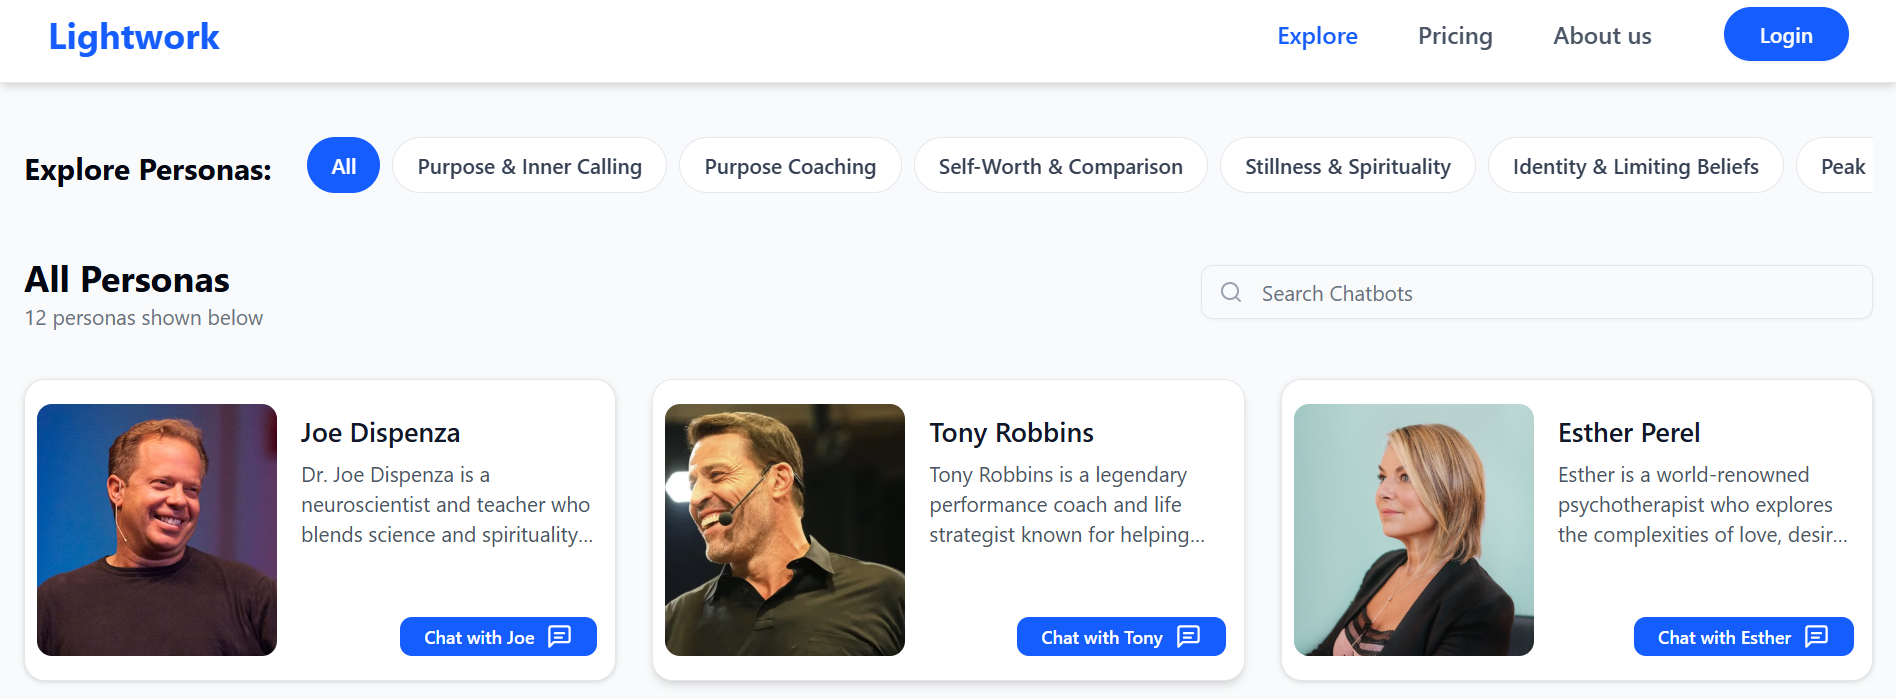 Lightwork
Explore
Pricing
About us
Login
Explore Personas:
All
Purpose & Inner Calling
Purpose Coaching
Self-Worth & Comparison
Stillness & Spirituality
Identity & Limiting Beliefs
Peak
All Personas
12 personas shown below
Search Chatbots
Joe Dispenza
Dr. Joe Dispenza is a
neuroscientist and teacher who
blends science and spirituality...
Chat with Joe
Tony Robbins
Tony Robbins is a legendary
performance coach and life
strategist known for helping...
Chat with Tony
Esther Perel
Esther is a world-renowned
psychotherapist who explores
the complexities of love, desir...
Chat with Esther